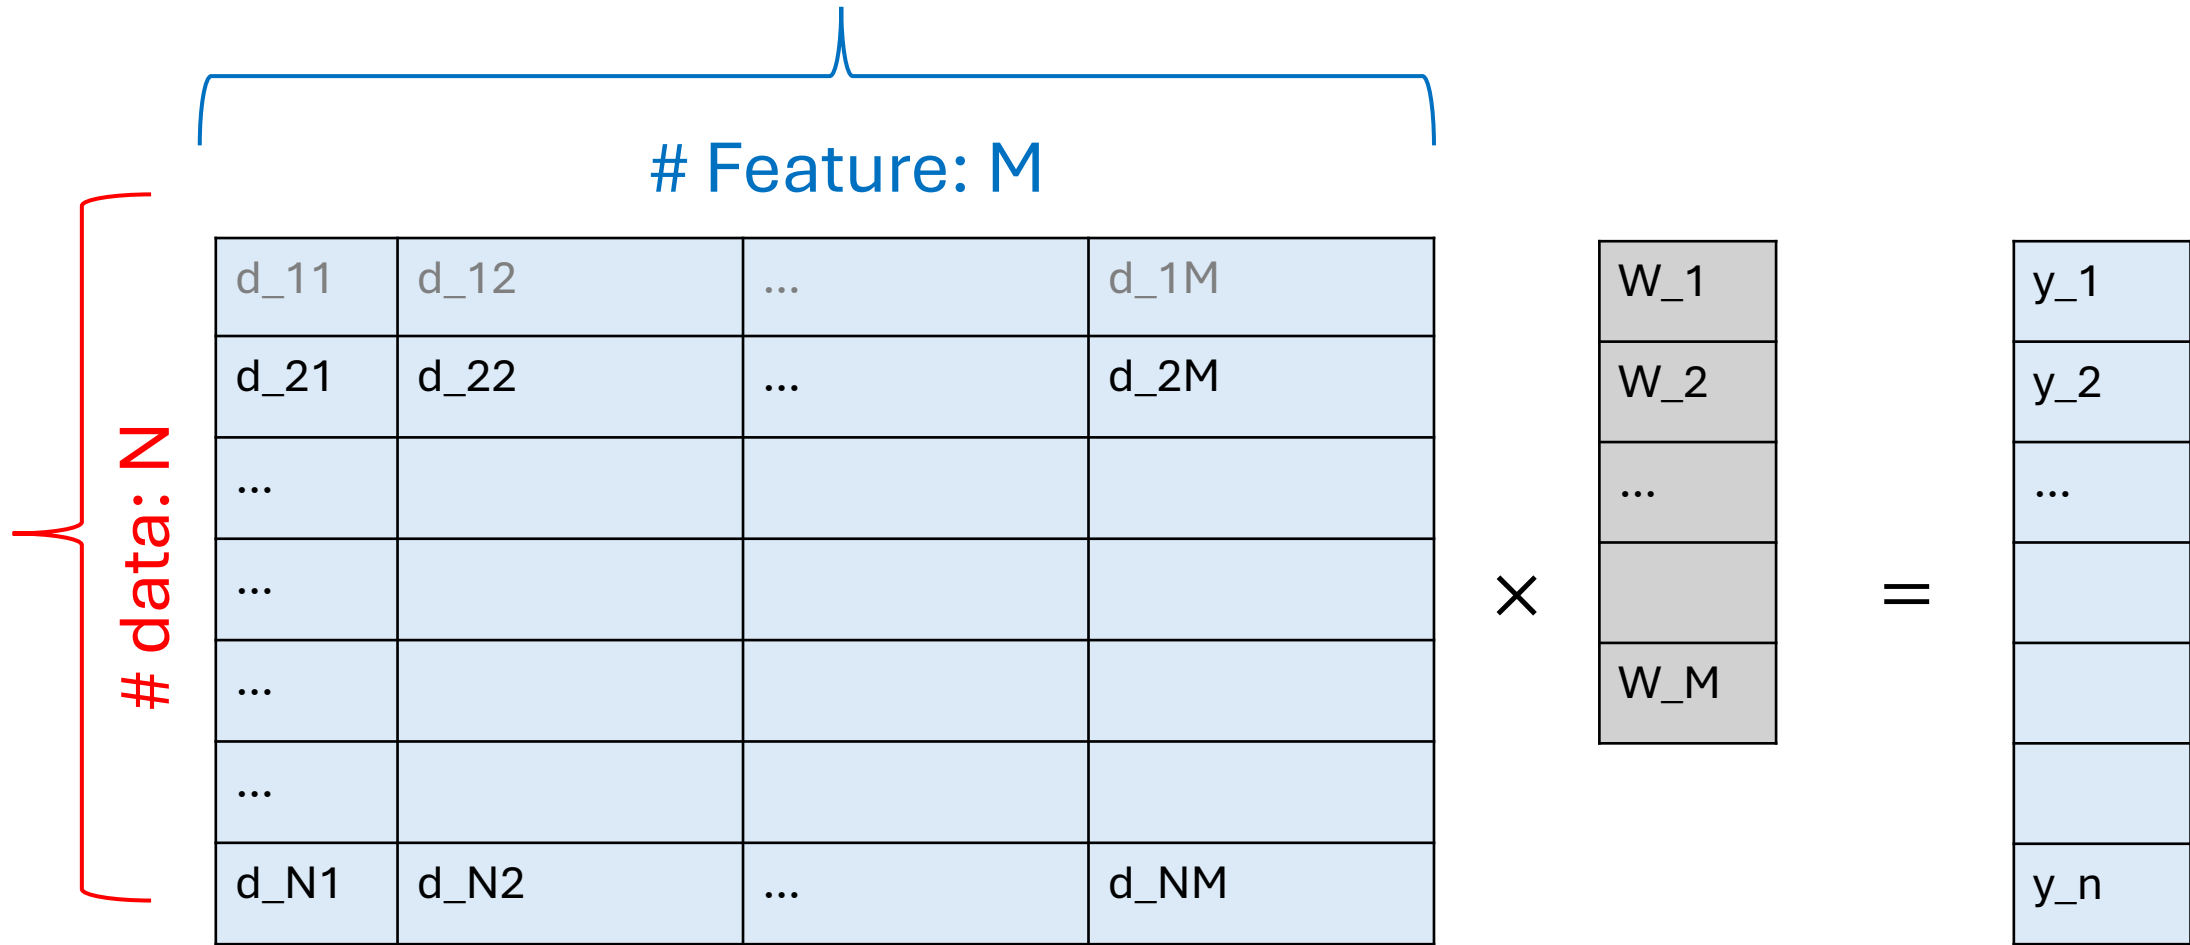 # Feature: M
# data: N
d_11 d_12 ... d_1M
d_21 d_22 ... d_2M
...
...
...
...
d_N1 d_N2 ... d_NM
×
W_1
W_2
...
W_M
=
y_1
y_2
...
y_n